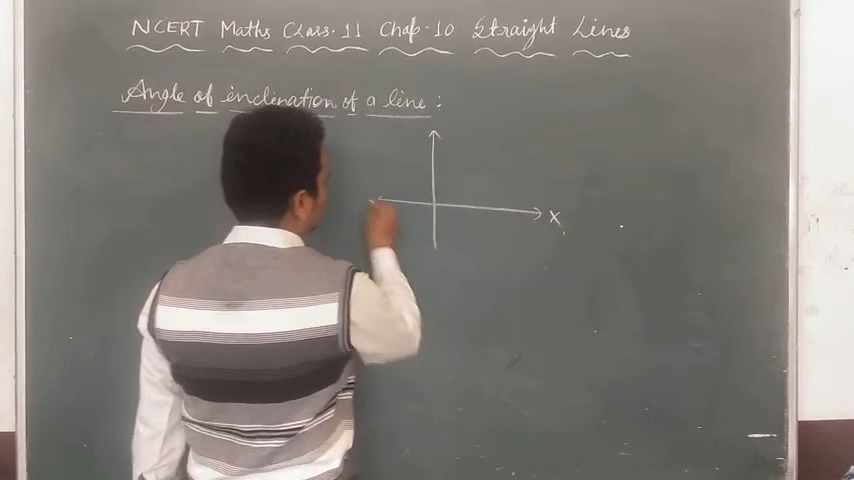 NCERT Maths Class. 11 Chap-10 Straight Lines
Angle of inclination of a line :
X